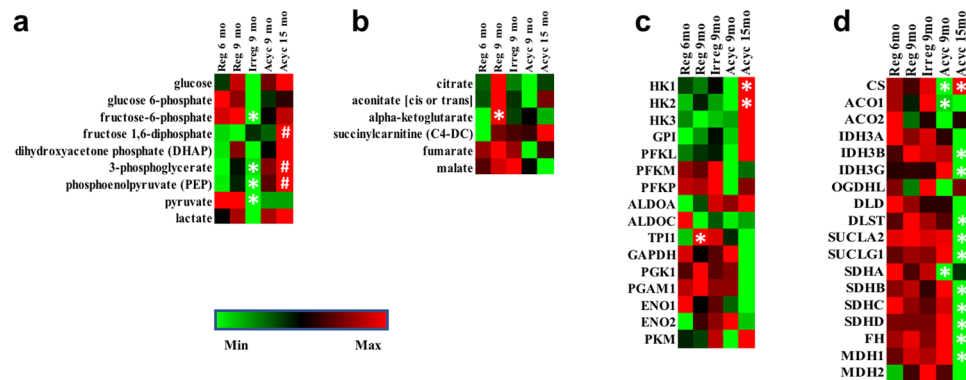 a
Reg 6 mo
Reg 9 mo
Irreg 9 mo
Acyc 9 mo
Acyc 15 mo
glucose
glucose 6-phosphate
fructose-6-phosphate *
fructose 1,6-diphosphate #
dihydroxyacetone phosphate (DHAP)
3-phosphoglycerate * #
phosphoenolpyruvate (PEP) * #
pyruvate *
lactate
b
Reg 6 mo
Reg 9 mo
Irreg 9 mo
Acyc 9 mo
Acyc 15 mo
citrate
aconitate [cis or trans]
alpha-ketoglutarate *
succinylcarnitine (C4-DC)
fumarate
malate
Min Max
c
Reg 6mo
Reg 9mo
Irreg 9mo
Acyc 9mo
Acyc 15mo
HK1 *
HK2 *
HK3
GPI
PFKL
PFKM
PFKP
ALDOA
ALDOC
TPI1 *
GAPDH
PGK1
PGAM1
ENO1
ENO2
PKM
d
Reg 6mo
Reg 9mo
Irreg 9mo
Acyc 9mo
Acyc 15mo
CS * *
ACO1 *
ACO2
IDH3A
IDH3B *
IDH3G *
OGDHL
DLD
DLST *
SUCLA2 *
SUCLG1 *
SDHA *
SDHB *
SDHC *
SDHD *
FH *
MDH1 *
MDH2